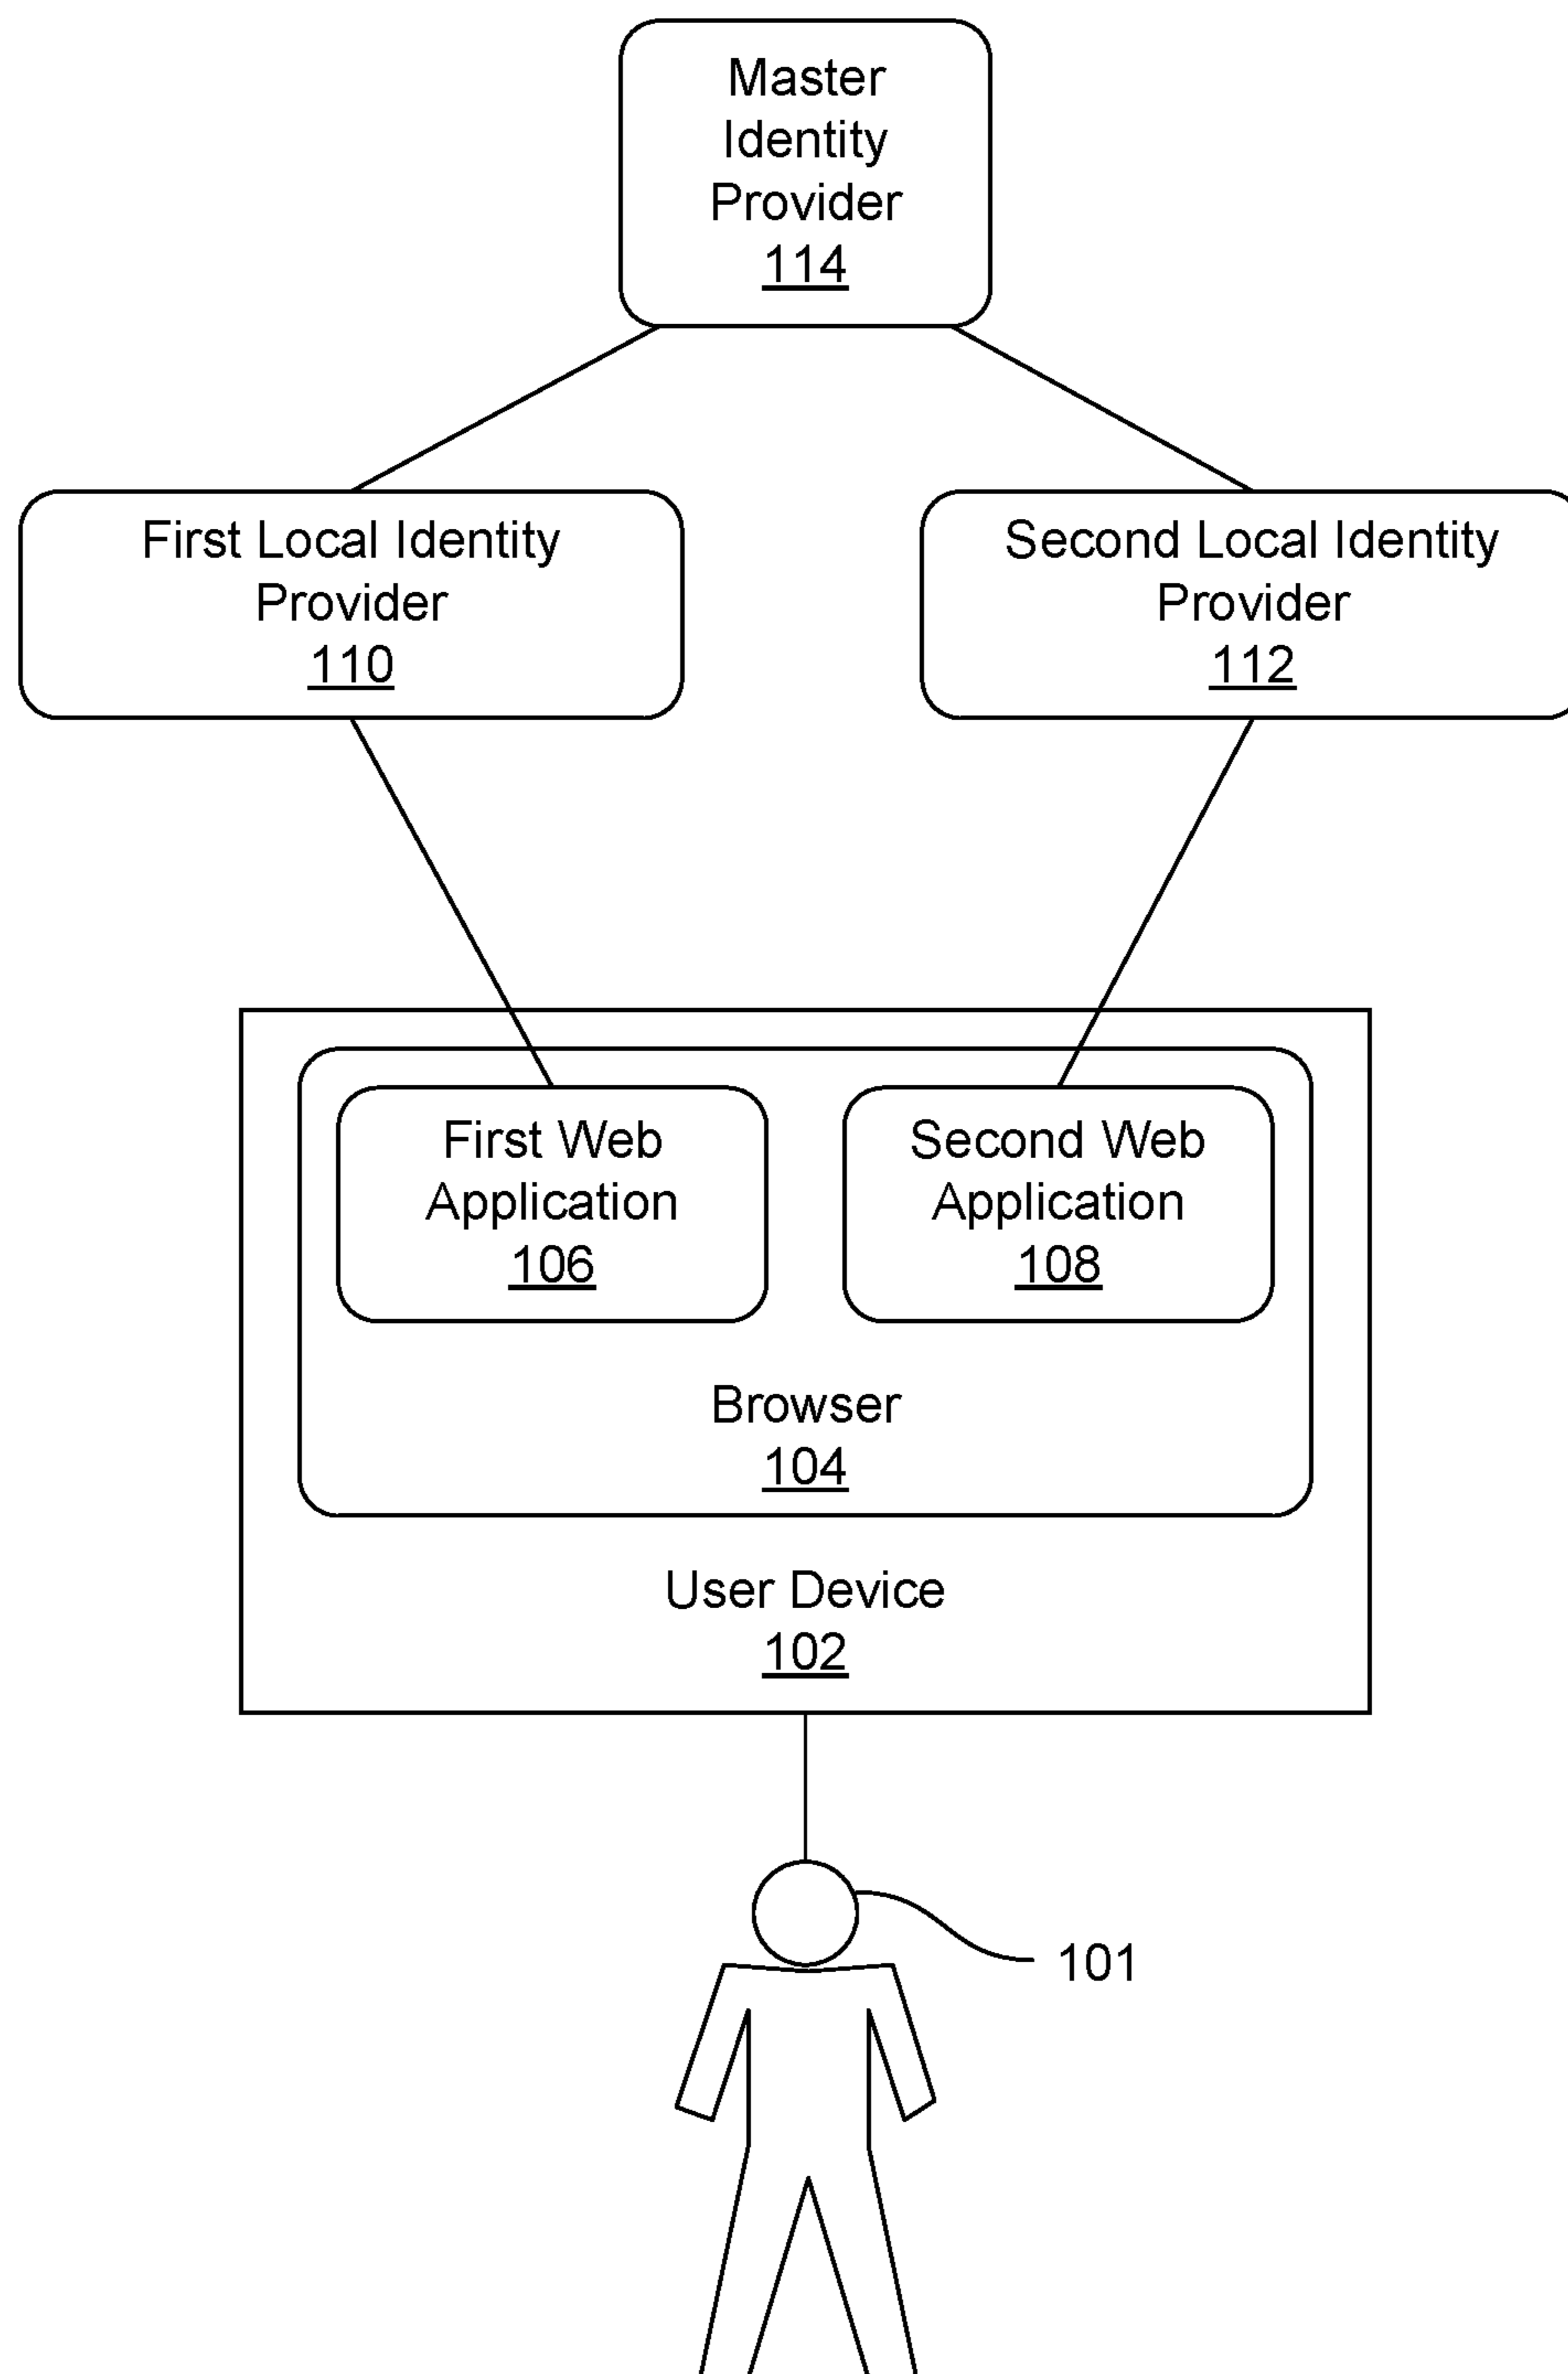 Master
Identity
Provider
114
First Local Identity
Provider
110
Second Local Identity
Provider
112
First Web
Application
106
Second Web
Application
108
Browser
104
User Device
102
101